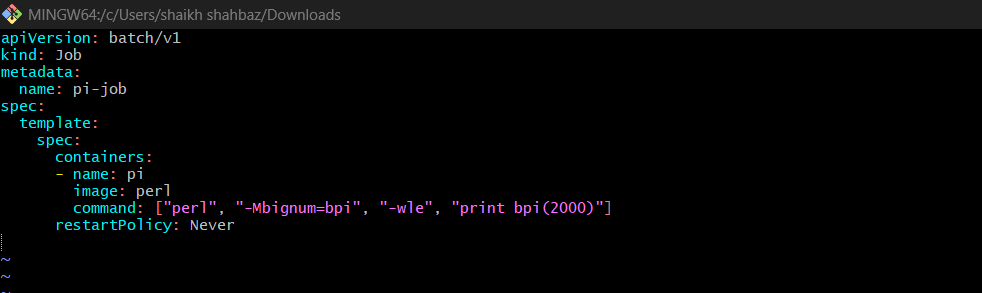 MINGW64:/c/Users/shaikh shahbaz/Downloads
apiVersion: batch/v1
kind: Job
metadata:
  name: pi-job
spec:
  template:
    spec:
      containers:
      - name: pi
        image: perl
        command: ["perl", "-Mbignum=bpi", "-wle", "print bpi(2000)"]
      restartPolicy: Never
~
~
~